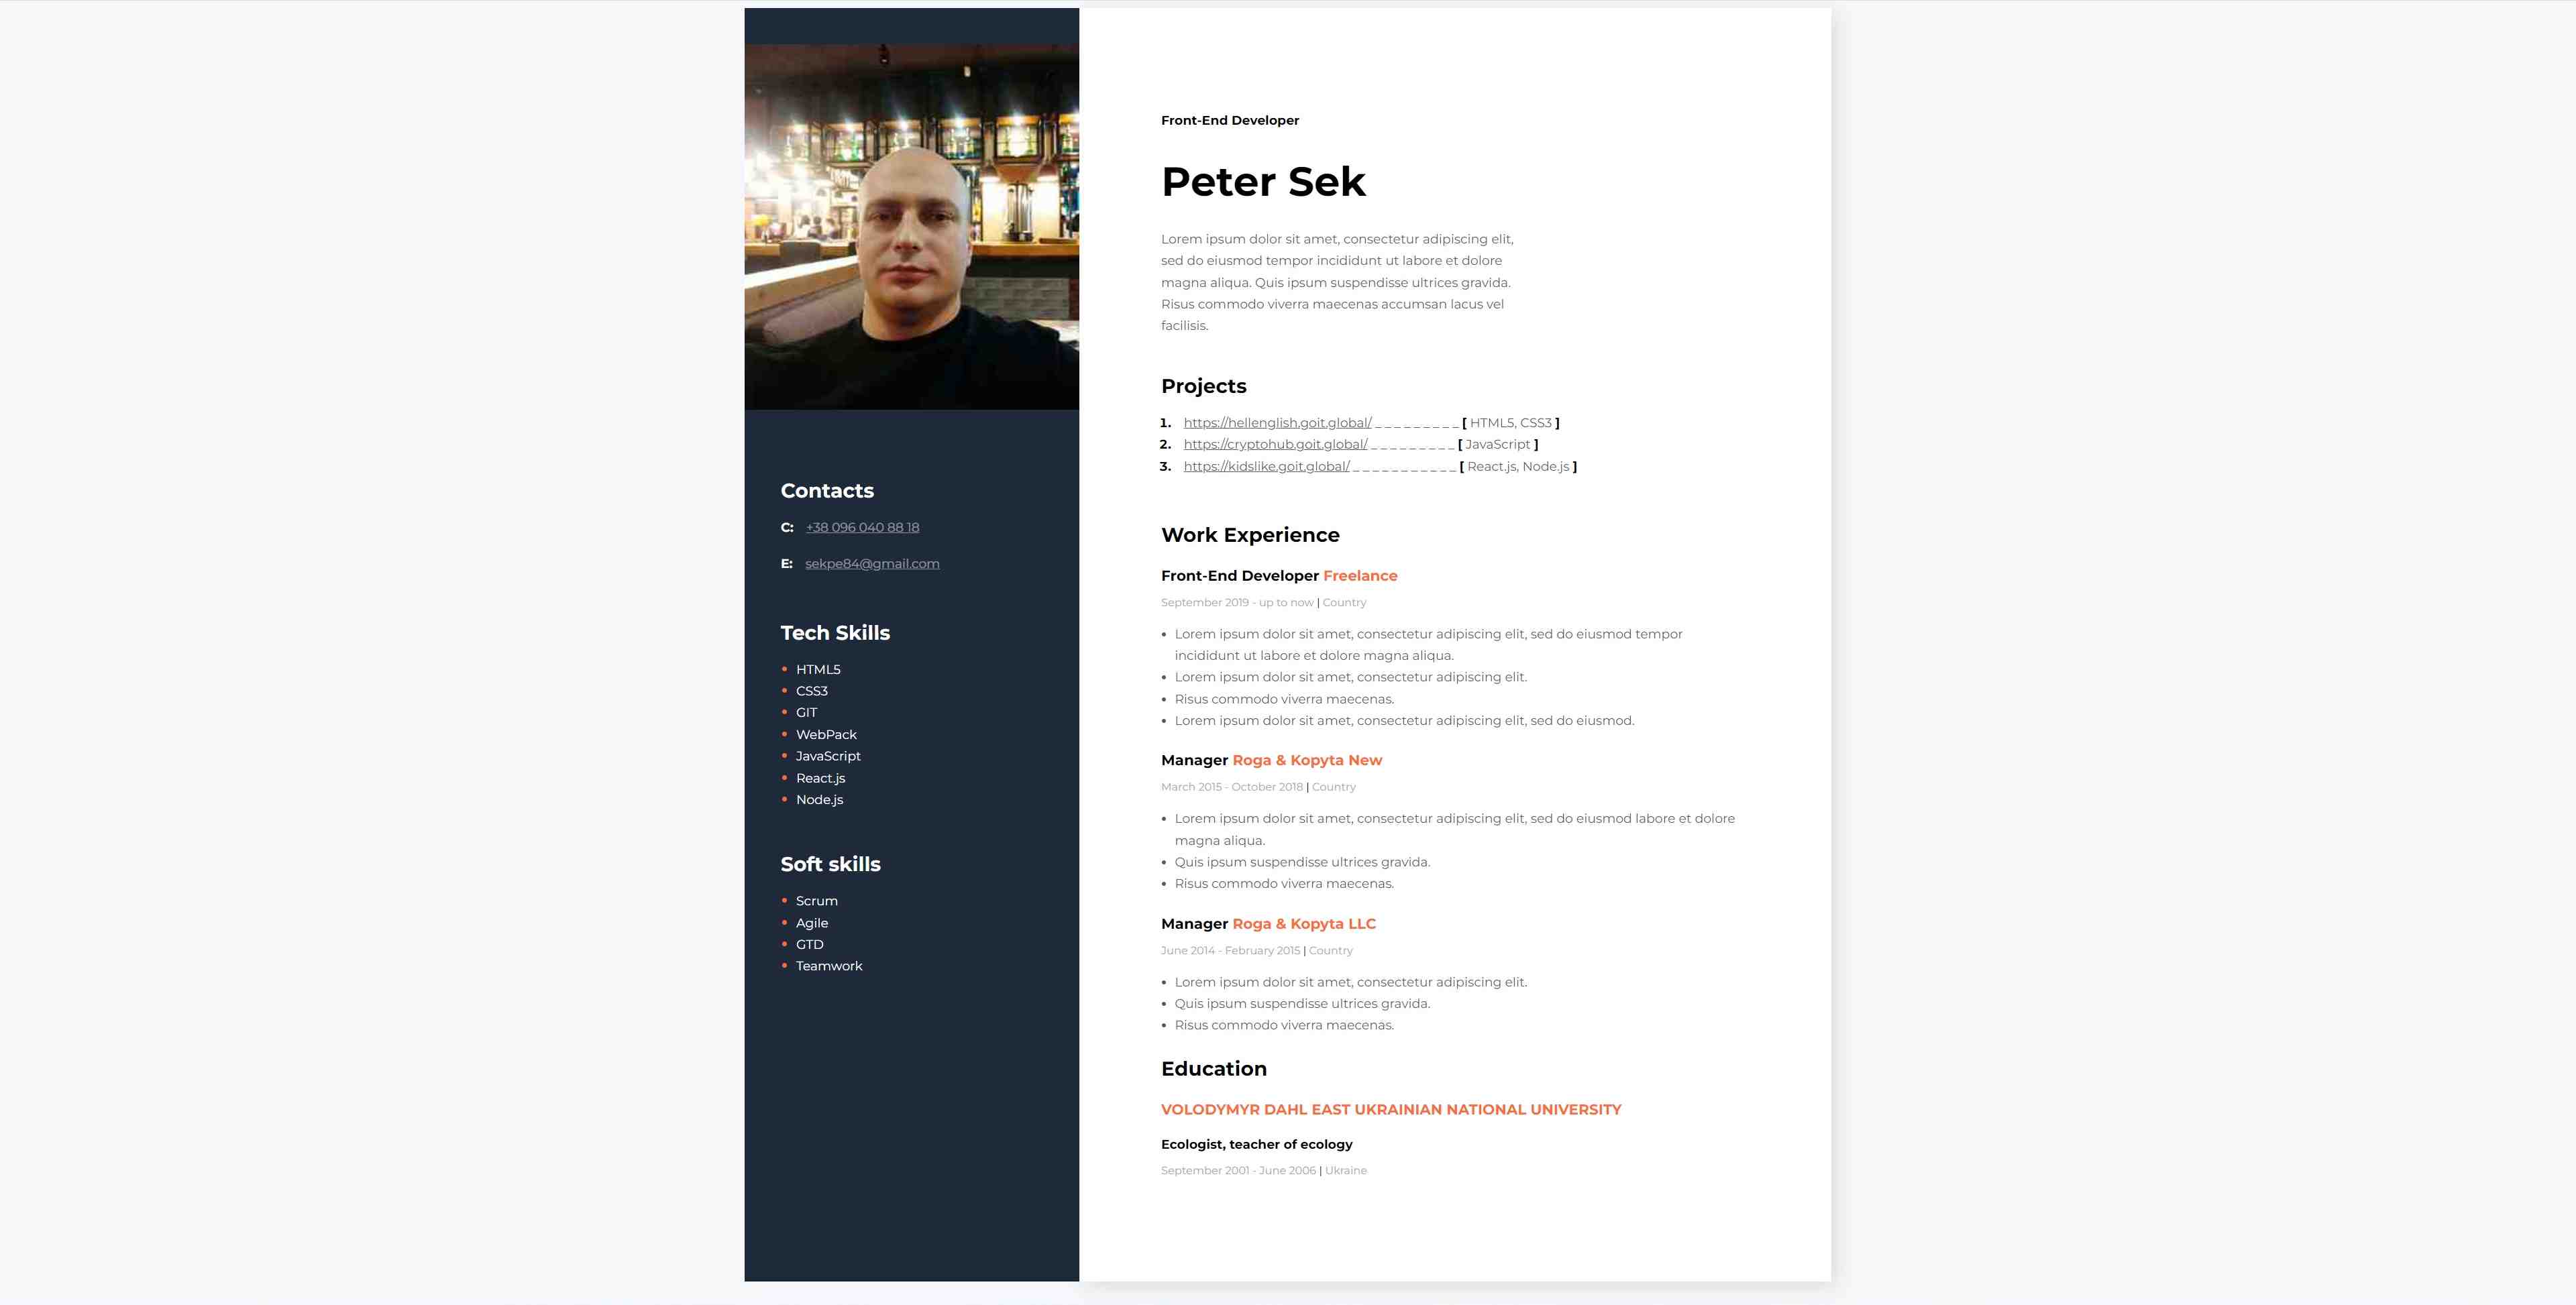 Contacts
C: +38 096 040 88 18
E: sekpe84@gmail.com
Tech Skills
• HTML5
• CSS3
• GIT
• WebPack
• JavaScript
• React.js
• Node.js
Soft skills
• Scrum
• Agile
• GTD
• Teamwork
Front-End Developer
Peter Sek
Lorem ipsum dolor sit amet, consectetur adipiscing elit,
sed do eiusmod tempor incididunt ut labore et dolore
magna aliqua. Quis ipsum suspendisse ultrices gravida.
Risus commodo viverra maecenas accumsan lacus vel
facilisis.
Projects
1. https://hellenglish.goit.global/ _ _ _ _ _ _ _ _ _ [ HTML5, CSS3 ]
2. https://cryptohub.goit.global/ _ _ _ _ _ _ _ _ _ [ JavaScript ]
3. https://kidslike.goit.global/ _ _ _ _ _ _ _ _ _ _ _ [ React.js, Node.js ]
Work Experience
Front-End Developer Freelance
September 2019 - up to now | Country
• Lorem ipsum dolor sit amet, consectetur adipiscing elit, sed do eiusmod tempor
incididunt ut labore et dolore magna aliqua.
• Lorem ipsum dolor sit amet, consectetur adipiscing elit.
• Risus commodo viverra maecenas.
• Lorem ipsum dolor sit amet, consectetur adipiscing elit, sed do eiusmod.
Manager Roga & Kopyta New
March 2015 - October 2018 | Country
• Lorem ipsum dolor sit amet, consectetur adipiscing elit, sed do eiusmod labore et dolore
magna aliqua.
• Quis ipsum suspendisse ultrices gravida.
• Risus commodo viverra maecenas.
Manager Roga & Kopyta LLC
June 2014 - February 2015 | Country
• Lorem ipsum dolor sit amet, consectetur adipiscing elit.
• Quis ipsum suspendisse ultrices gravida.
• Risus commodo viverra maecenas.
Education
VOLODYMYR DAHL EAST UKRAINIAN NATIONAL UNIVERSITY
Ecologist, teacher of ecology
September 2001 - June 2006 | Ukraine